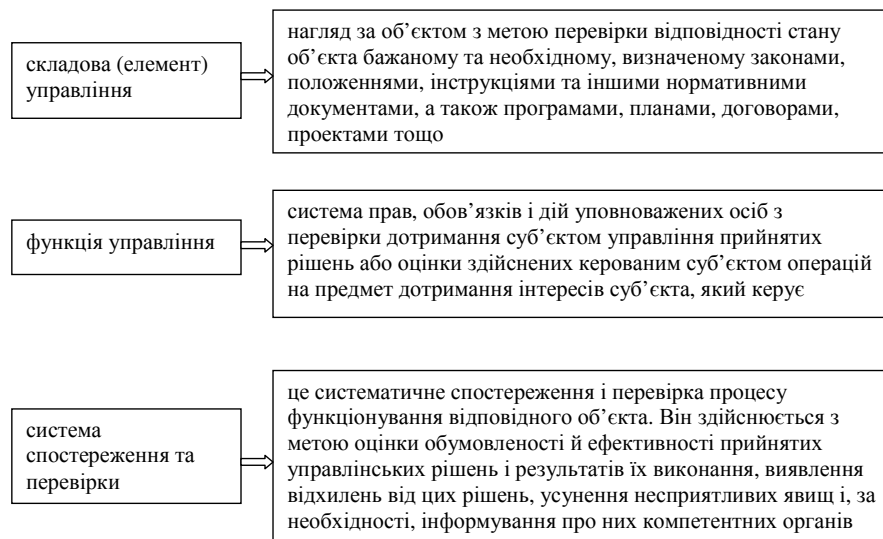 складова (елемент)
управління
нагляд за об’єктом з метою перевірки відповідності стану
об’єкта бажаному та необхідному, визначеному законами,
положеннями, інструкціями та іншими нормативними
документами, а також програмами, планами, договорами,
проектами тощо
функція управління
система прав, обов’язків і дій уповноважених осіб з
перевірки дотримання суб’єктом управління прийнятих
рішень або оцінки здійснених керованим суб’єктом операцій
на предмет дотримання інтересів суб’єкта, який керує
система
спостереження та
перевірки
це систематичне спостереження і перевірка процесу
функціонування відповідного об’єкта. Він здійснюється з
метою оцінки обумовленості й ефективності прийнятих
управлінських рішень і результатів їх виконання, виявлення
відхилень від цих рішень, усунення несприятливих явищ і, за
необхідності, інформування про них компетентних органів